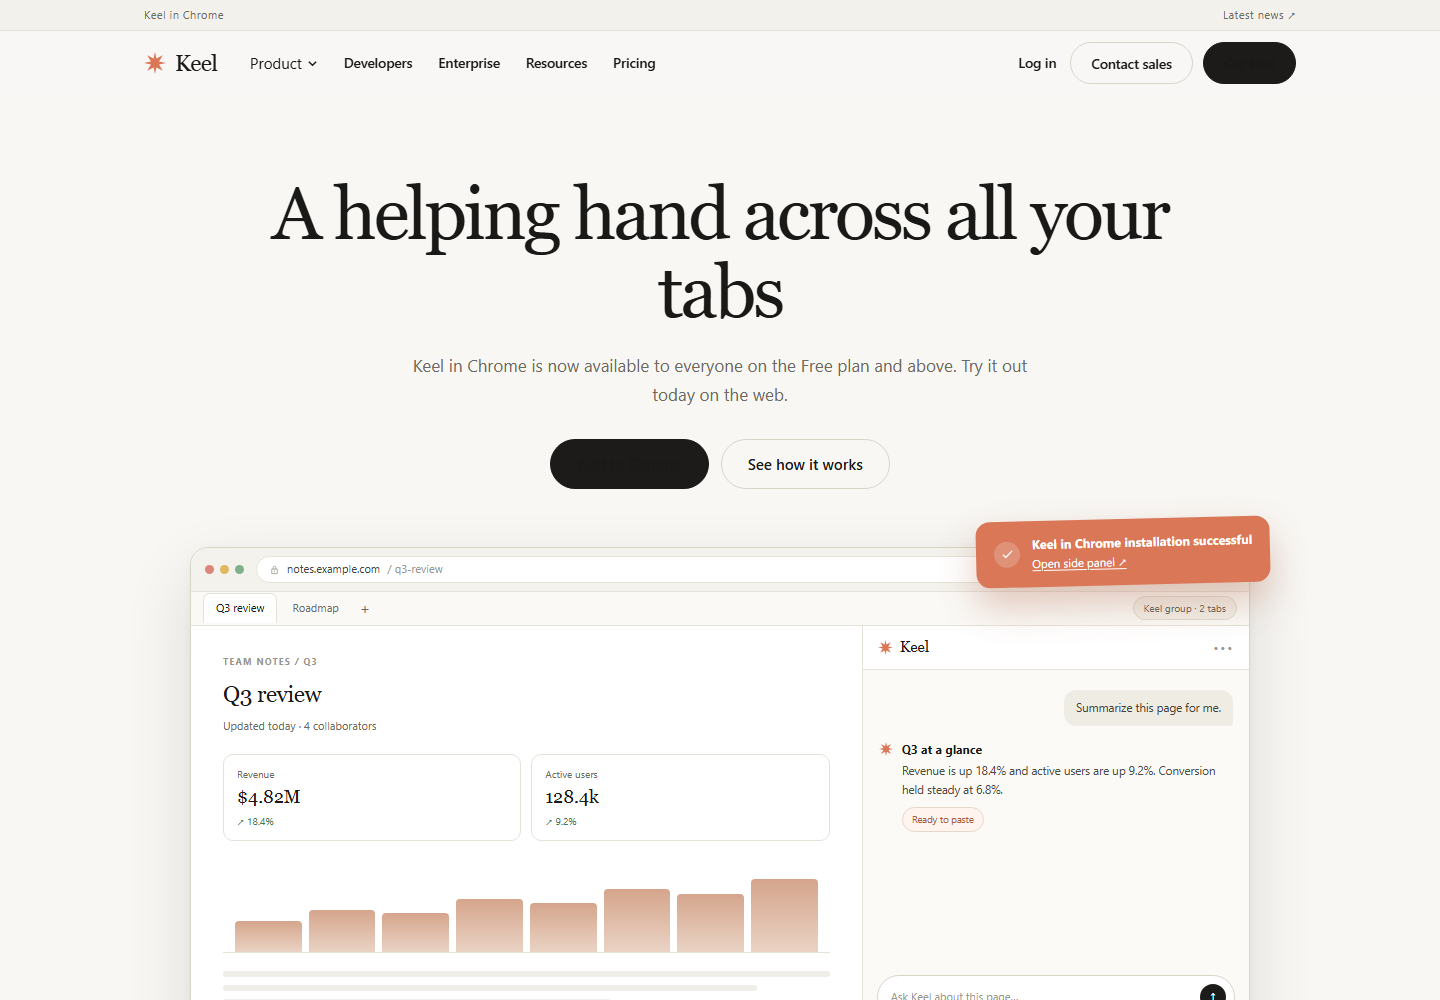 Keel in Chrome
Latest news ↗
Keel
Product
Developers
Enterprise
Resources
Pricing
Log in
Contact sales
A helping hand across all your
tabs
Keel in Chrome is now available to everyone on the Free plan and above. Try it out
today on the web.
See how it works
Keel in Chrome installation successful
Open side panel ↗
notes.example.com / q3-review
Q3 review
Roadmap
+
Keel group · 2 tabs
TEAM NOTES / Q3
Q3 review
Updated today · 4 collaborators
Revenue
$4.82M
↗ 18.4%
Active users
128.4k
↗ 9.2%
Keel
Summarize this page for me.
Q3 at a glance
Revenue is up 18.4% and active users are up 9.2%. Conversion
held steady at 6.8%.
Ready to paste
Ask Keel about this page...